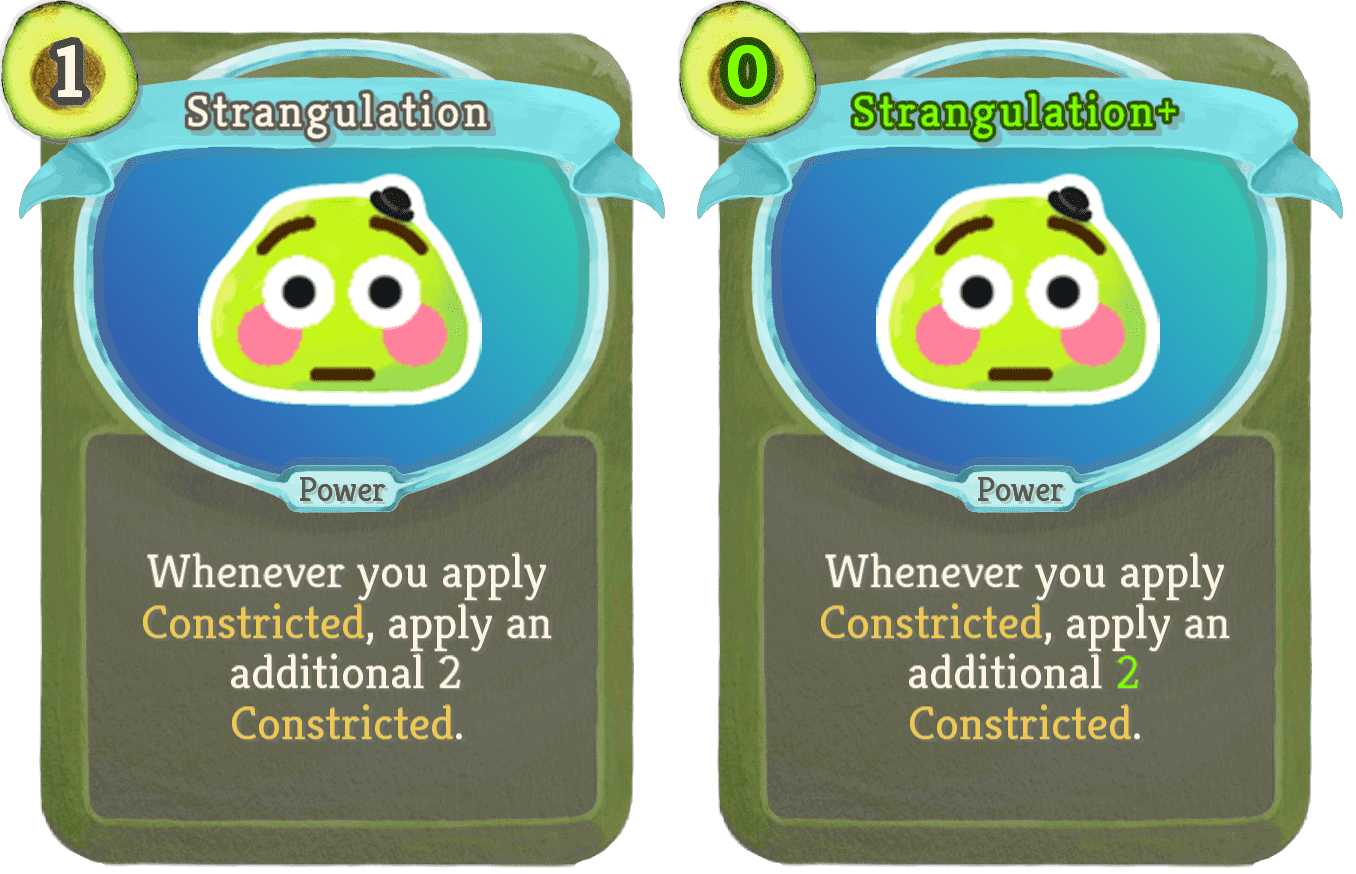 1
Strangulation
Power
Whenever you apply
Constricted, apply an
additional 2
Constricted.
0
Strangulation+
Power
Whenever you apply
Constricted, apply an
additional 2
Constricted.